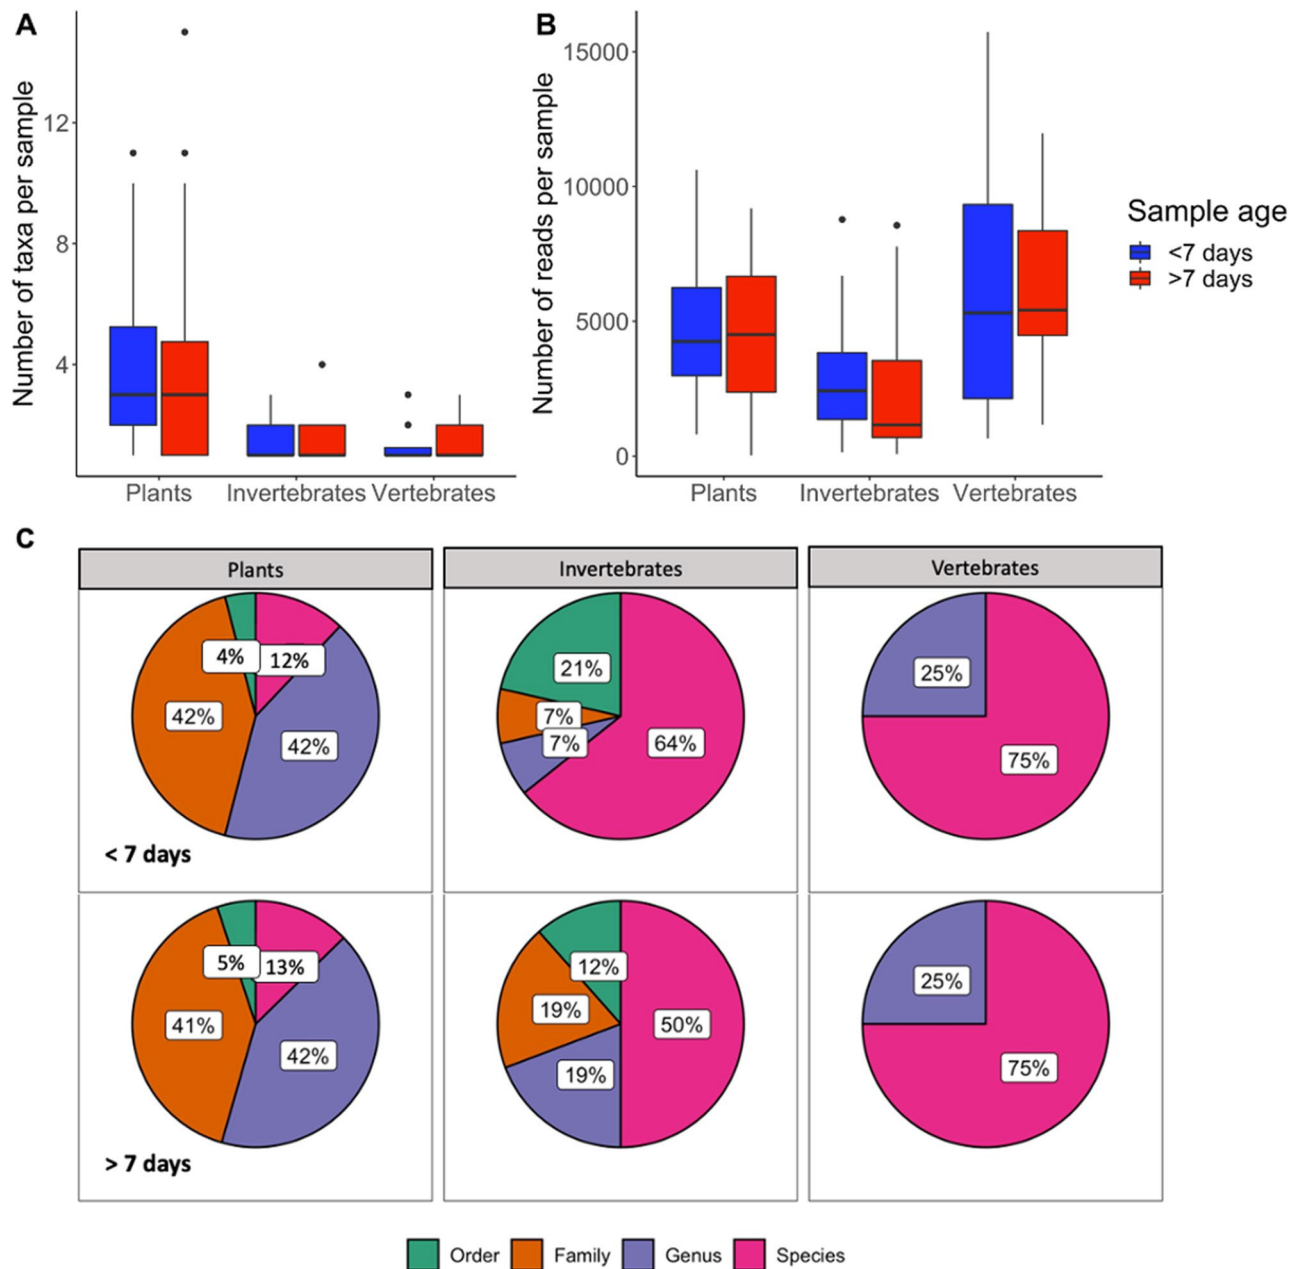 A
Number of taxa per sample
12
8
4
Plants Invertebrates Vertebrates
B
Number of reads per sample
15000
10000
5000
0
Plants Invertebrates Vertebrates
Sample age
<7 days
>7 days
C
Plants Invertebrates Vertebrates
4% 12%
42%
42%
< 7 days
21%
7%
7%
64%
25%
75%
5% 13%
41%
42%
> 7 days
12%
19%
50%
19%
25%
75%
Order Family Genus Species